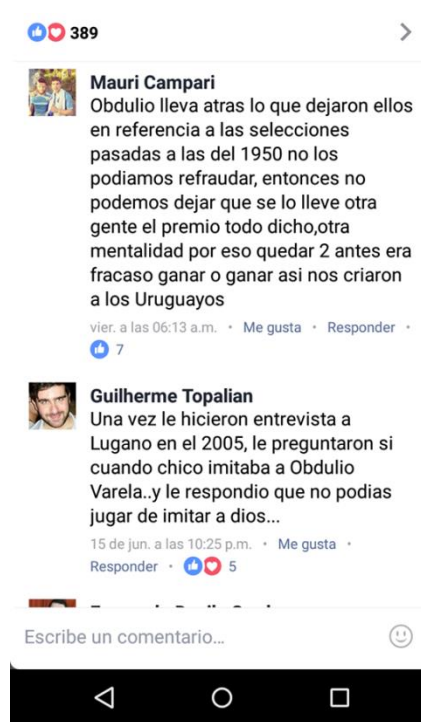 389
Mauri Campari
Obdulio lleva atras lo que dejaron ellos
en referencia a las selecciones
pasadas a las del 1950 no los
podiamos refraudar, entonces no
podemos dejar que se lo lleve otra
gente el premio todo dicho,otra
mentalidad por eso quedar 2 antes era
fracaso ganar o ganar asi nos criaron
a los Uruguayos
vier. a las 06:13 a.m. • Me gusta • Responder •
7
Guilherme Topalian
Una vez le hicieron entrevista a
Lugano en el 2005, le preguntaron si
cuando chico imitaba a Obdulio
Varela..y le respondio que no podias
jugar de imitar a dios...
15 de jun. a las 10:25 p.m. • Me gusta •
Responder • 5
Escribe un comentario...